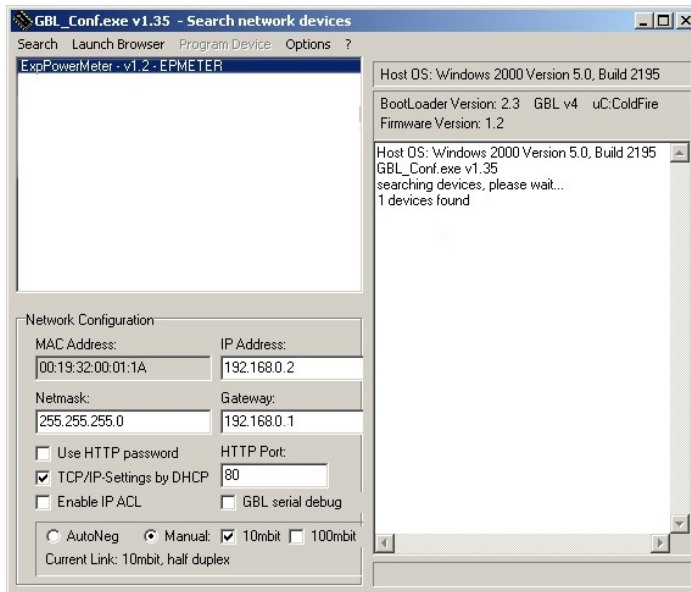 GBL_Conf.exe v1.35 - Search network devices
Search Launch Browser Program Device Options ?
ExpPowerMeter - v1.2 - EPMETER
Host OS: Windows 2000 Version 5.0, Build 2195
BootLoader Version: 2.3 GBL v4 uC:ColdFire
Firmware Version: 1.2
Host OS: Windows 2000 Version 5.0, Build 2195
GBL_Conf.exe v1.35
searching devices, please wait...
1 devices found
Network Configuration
MAC Address: IP Address:
00:19:32:00:01:1A 192.168.0.2
Netmask: Gateway:
255.255.255.0 192.168.0.1
Use HTTP password HTTP Port:
TCP/IP-Settings by DHCP 80
Enable IP ACL GBL serial debug
AutoNeg Manual: 10mbit 100mbit
Current Link: 10mbit, half duplex